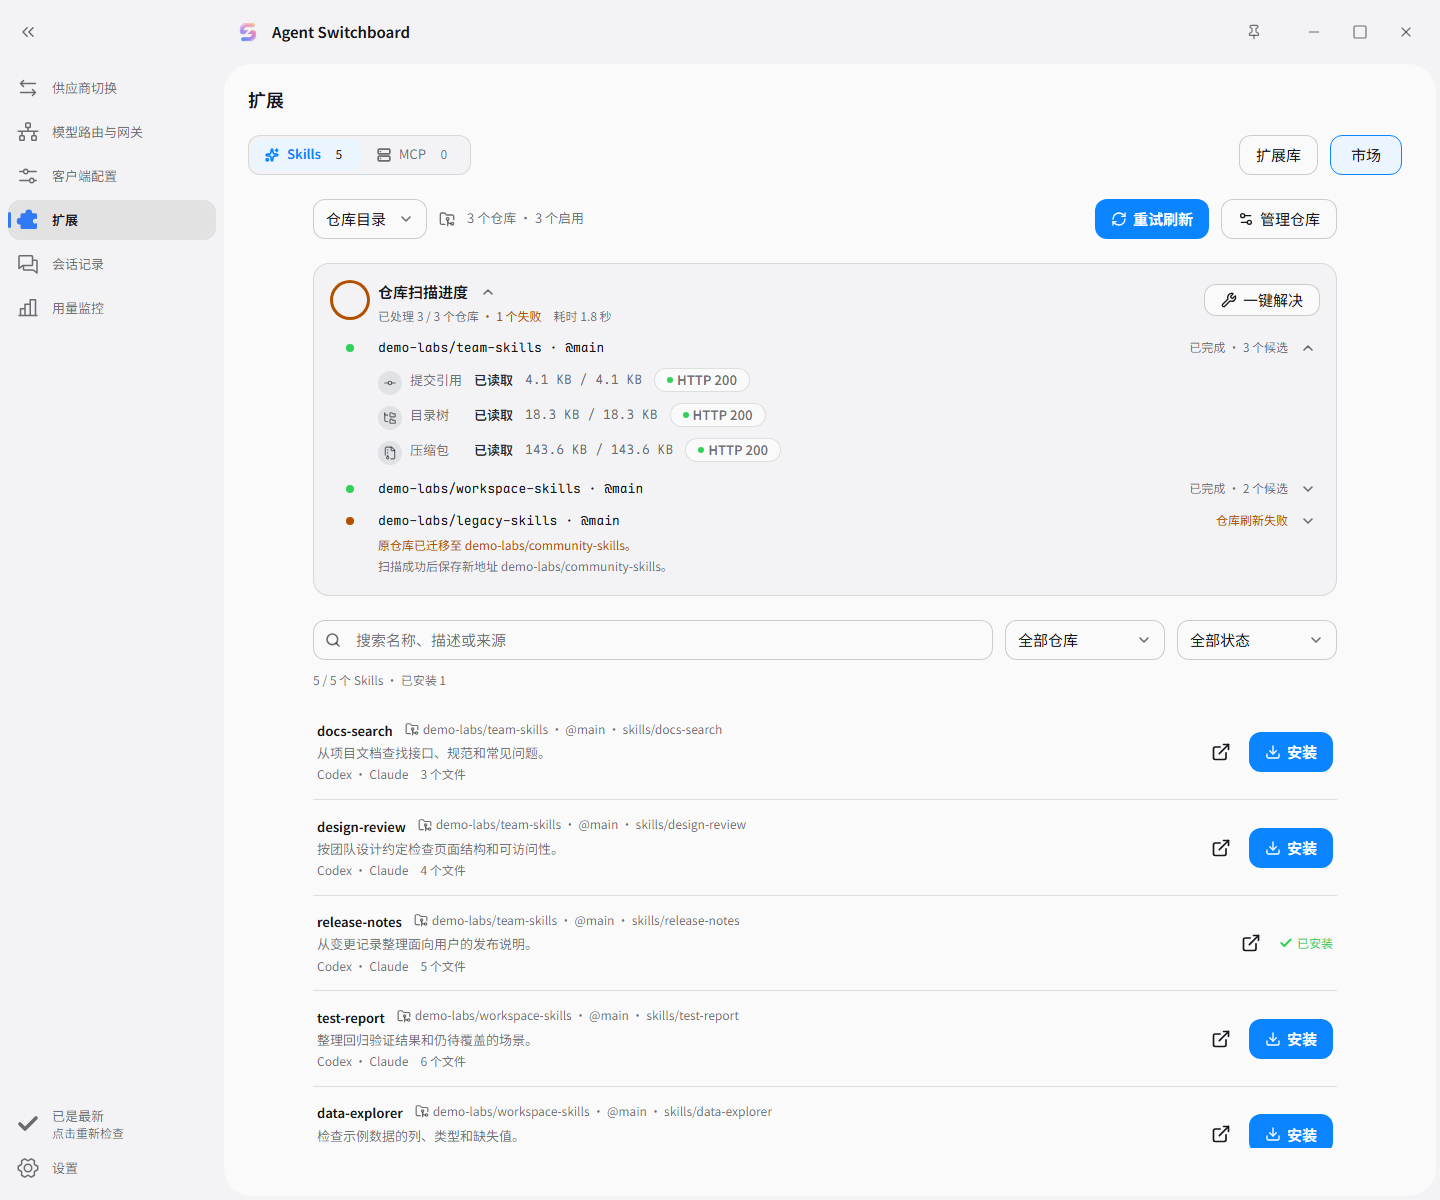 Agent Switchboard
供应商切换
模型路由与网关
客户端配置
扩展
会话记录
用量监控
已是最新
点击重新检查
设置
扩展
Skills 5 MCP 0
扩展库 市场
仓库目录 3 个仓库 • 3 个启用 重试刷新 管理仓库
仓库扫描进度 一键解决
已处理 3 / 3 个仓库 • 1 个失败 耗时 1.8 秒
demo-labs/team-skills · @main 已完成 • 3 个候选
提交引用 已读取 4.1 KB / 4.1 KB HTTP 200
目录树 已读取 18.3 KB / 18.3 KB HTTP 200
压缩包 已读取 143.6 KB / 143.6 KB HTTP 200
demo-labs/workspace-skills · @main 已完成 • 2 个候选
demo-labs/legacy-skills · @main 仓库刷新失败
原仓库已迁移至 demo-labs/community-skills。
扫描成功后保存新地址 demo-labs/community-skills。
搜索名称、描述或来源 全部仓库 全部状态
5 / 5 个 Skills • 已安装 1
docs-search demo-labs/team-skills • @main • skills/docs-search
从项目文档查找接口、规范和常见问题。
Codex • Claude 3 个文件
安装
design-review demo-labs/team-skills • @main • skills/design-review
按团队设计约定检查页面结构和可访问性。
Codex • Claude 4 个文件
安装
release-notes demo-labs/team-skills • @main • skills/release-notes
从变更记录整理面向用户的发布说明。
Codex • Claude 5 个文件
已安装
test-report demo-labs/workspace-skills • @main • skills/test-report
整理回归验证结果和仍待覆盖的场景。
Codex • Claude 6 个文件
安装
data-explorer demo-labs/workspace-skills • @main • skills/data-explorer
检查示例数据的列、类型和缺失值。
安装